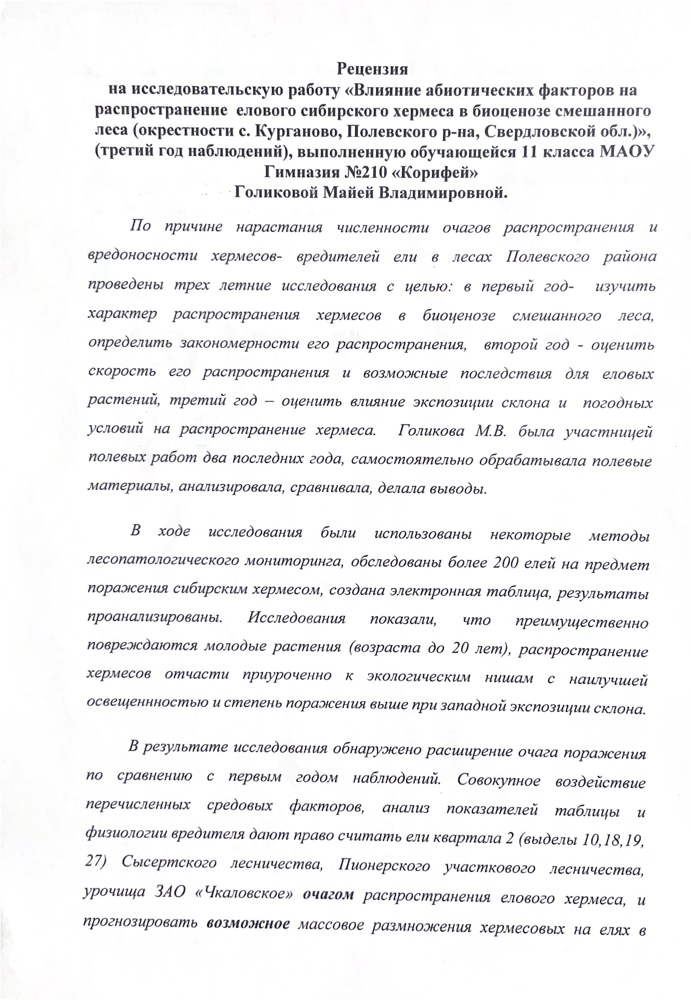 Рецензия
на исследовательскую работу «Влияние абиотических факторов на
распространение елового сибирского хермеса в биоценозе смешанного
леса (окрестности с. Курганово, Полевского р-на, Свердловской обл.)»,
(третий год наблюдений), выполненную обучающейся 11 класса МАОУ
Гимназия №210 «Корифей»
Голиковой Майей Владимировной.
По причине нарастания численности очагов распространения и
вредоносности хермесов- вредителей ели в лесах Полевского района
проведены трех летние исследования с целью: в первый год- изучить
характер распространения хермесов в биоценозе смешанного леса,
определить закономерности его распространения, второй год - оценить
скорость его распространения и возможные последствия для еловых
растений, третий год – оценить влияние экспозиции склона и погодных
условий на распространение хермеса. Голикова М.В. была участницей
полевых работ два последних года, самостоятельно обрабатывала полевые
материалы, анализировала, сравнивала, делала выводы.
В ходе исследования были использованы некоторые методы
лесопатологического мониторинга, обследованы более 200 елей на предмет
поражения сибирским хермесом, создана электронная таблица, результаты
проанализированы. Исследования показали, что преимущественно
повреждаются молодые растения (возраста до 20 лет), распространение
хермесов отчасти приуроченно к экологическим нишам с наилучшей
освещеннностью и степень поражения выше при западной экспозиции склона.
В результате исследования обнаружено расширение очага поражения
по сравнению с первым годом наблюдений. Совокупное воздействие
перечисленных средовых факторов, анализ показателей таблицы и
физиологии вредителя дают право считать ели квартала 2 (выделы 10,18,19,
27) Сысертского лесничества, Пионерского участкового лесничества,
урочища ЗАО «Чкаловское» очагом распространения елового хермеса, и
прогнозировать возможное массовое размножения хермесовых на елях в